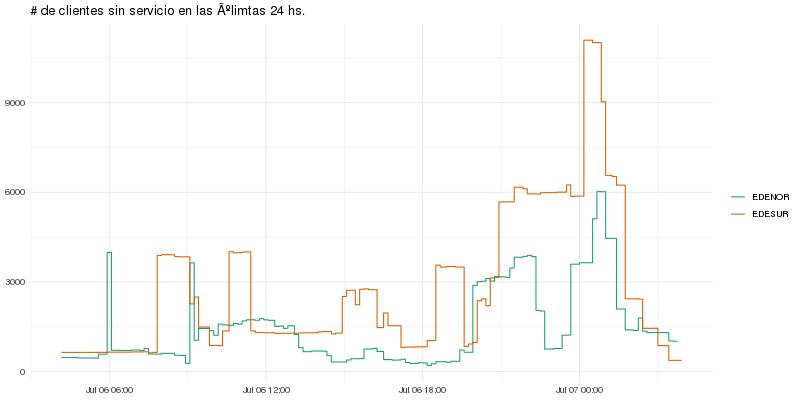 # de clientes sin servicio en las Ãºlimtas 24 hs.
9000
6000
3000
0
Jul 06 06:00
Jul 06 12:00
Jul 06 18:00
Jul 07 00:00
EDENOR
EDESUR